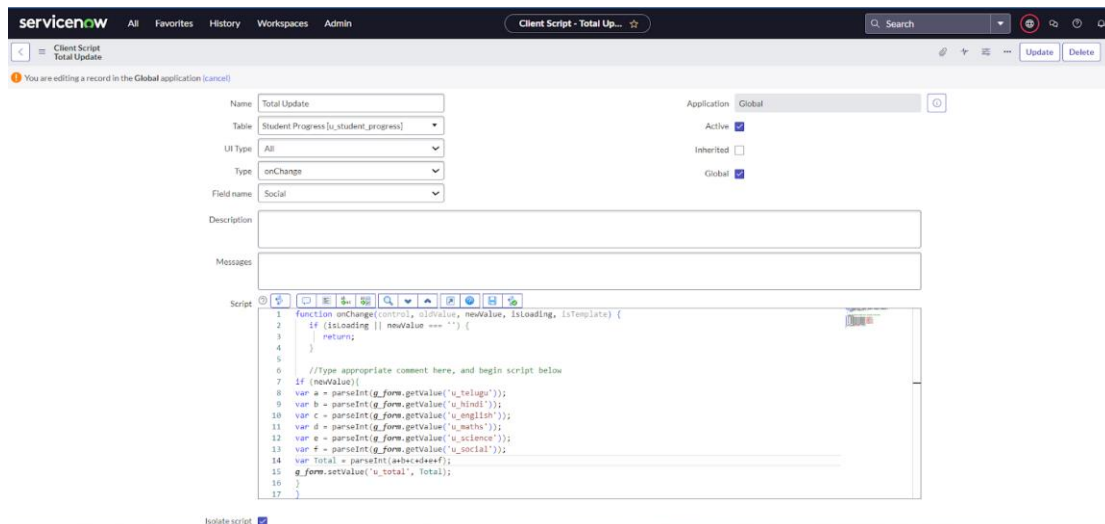 servicenow All Favorites History Workspaces Admin Client Script - Total Up... Search
Client Script
Total Update
Update Delete
You are editing a record in the Global application (cancel)
Name Total Update Application Global
Table Student Progress [u_student_progress] Active
UI Type All Inherited
Type onChange Global
Field name Social
Description
Messages
Script
1 function onChange(control, oldValue, newValue, isLoading, isTemplate) {
2 if (isLoading || newValue === '') {
3 return;
4 }
5
6 //Type appropriate comment here, and begin script below
7 if (newValue){
8 var a = parseInt(g_form.getValue('u_telugu'));
9 var b = parseInt(g_form.getValue('u_hindi'));
10 var c = parseInt(g_form.getValue('u_english'));
11 var d = parseInt(g_form.getValue('u_maths'));
12 var e = parseInt(g_form.getValue('u_science'));
13 var f = parseInt(g_form.getValue('u_social'));
14 var Total = parseInt(a+b+c+d+e+f);
15 g_form.setValue('u_total', Total);
16 }
17 }
Isolate script